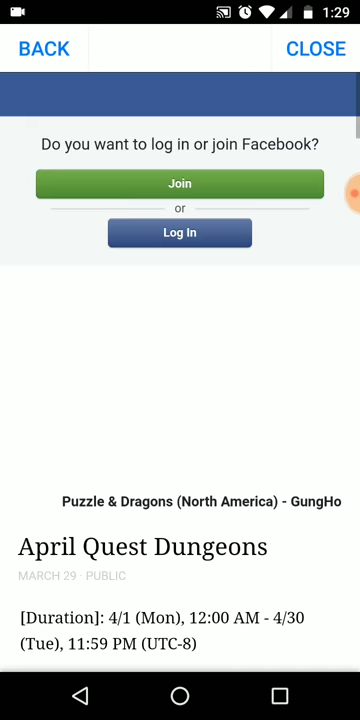 1:29
BACK
CLOSE
Do you want to log in or join Facebook?
Join
or
Log In
Puzzle & Dragons (North America) - GungHo
April Quest Dungeons
MARCH 29 · PUBLIC
[Duration]: 4/1 (Mon), 12:00 AM - 4/30
(Tue), 11:59 PM (UTC-8)